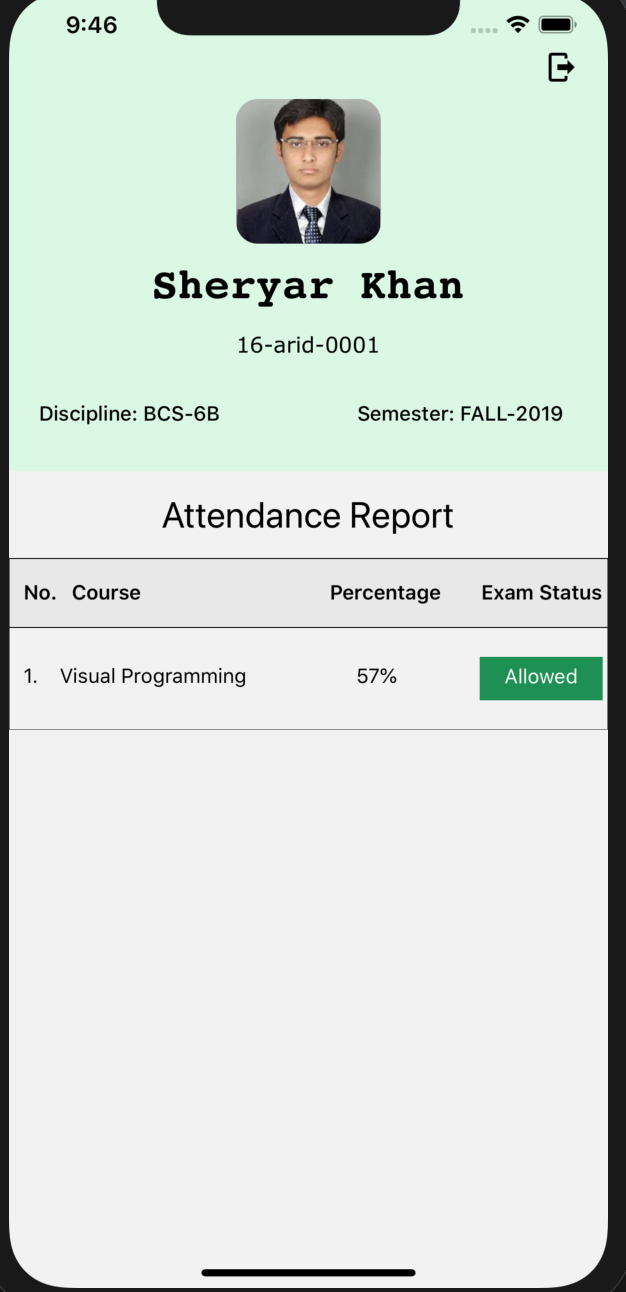 9:46
Sheryar Khan
16-arid-0001
Discipline: BCS-6B Semester: FALL-2019
Attendance Report
No. Course Percentage Exam Status
1. Visual Programming 57% Allowed